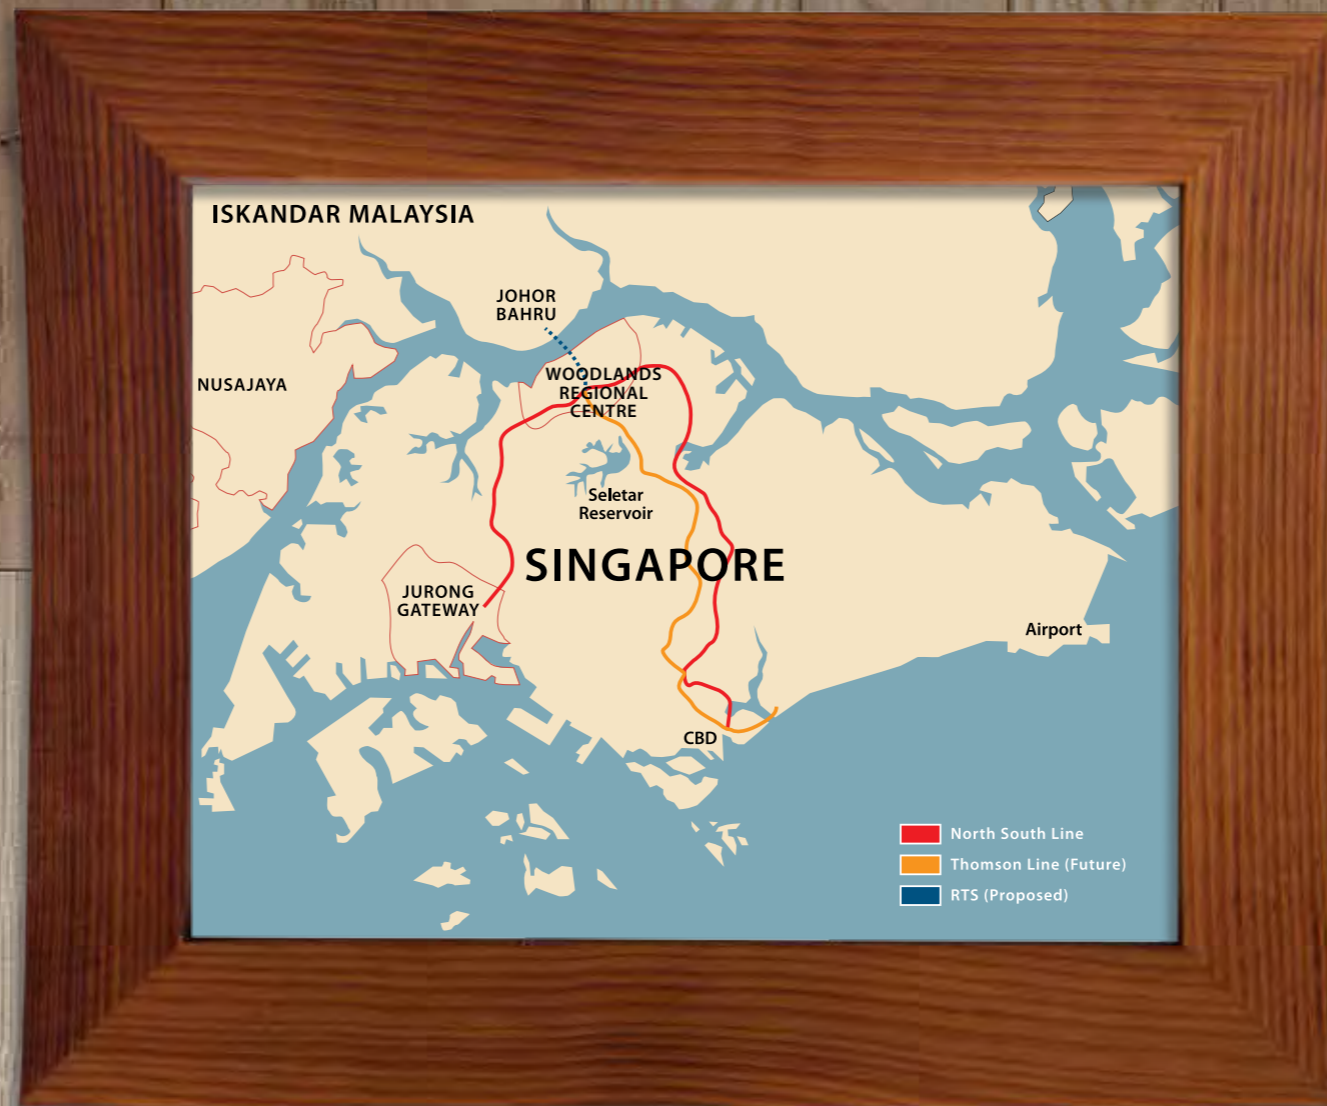 ISKANDAR MALAYSIA
JOHOR
BAHRU
NUSAJAYA
WOODLANDS
REGIONAL
CENTRE
Seletar
Reservoir
SINGAPORE
JURONG
GATEWAY
Airport
CBD
North South Line
Thomson Line (Future)
RTS (Proposed)